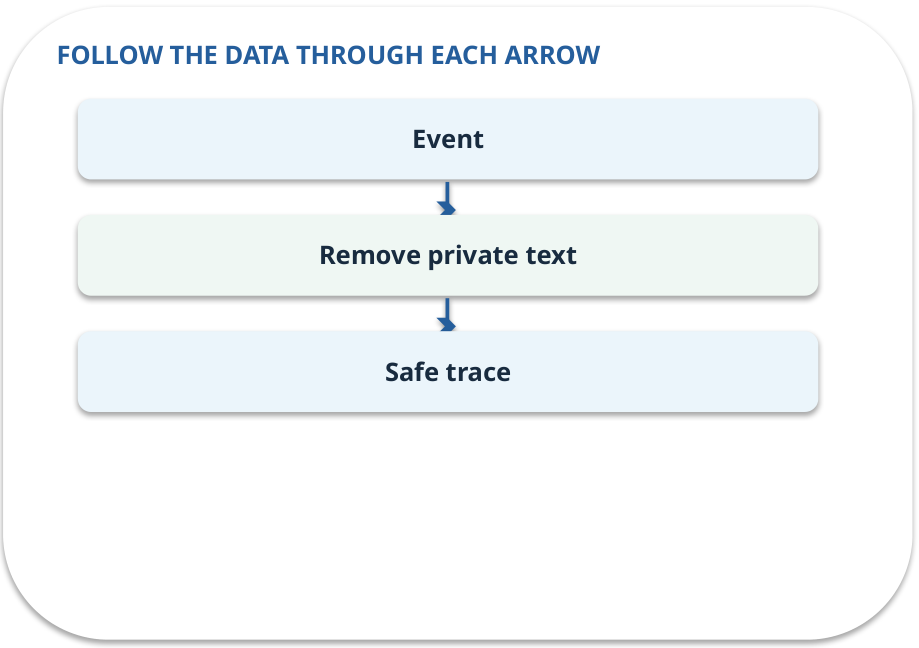 FOLLOW THE DATA THROUGH EACH ARROW
Event
Remove private text
Safe trace